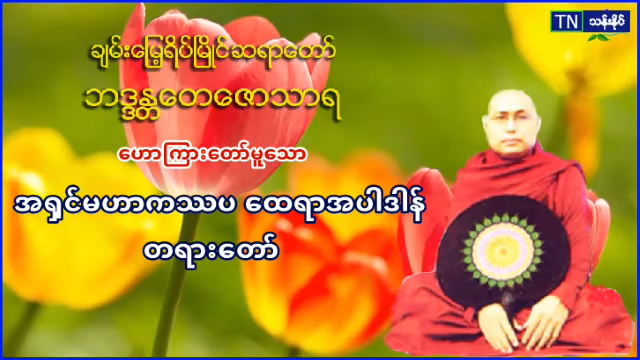 TN သန်းနိုင်
ချမ်းမြေ့ရိပ်မြိုင်ဆရာတော်
ဘဒ္ဒန္တတေဇောသာရ
ဟောကြားတော်မူသော
အရှင်မဟာကဿပ ထေရာအပါဒါန်
တရားတော်